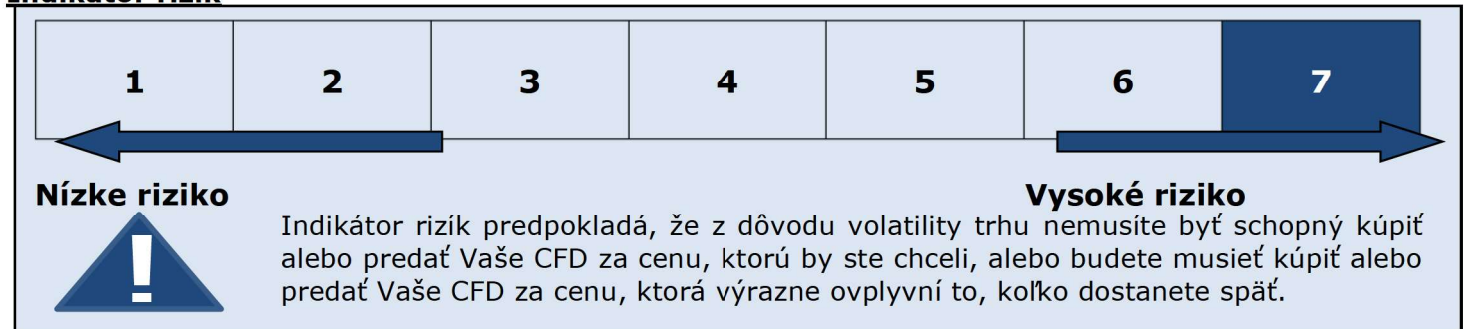 Indikátor rizík
1 2 3 4 5 6 7
Nízke riziko Vysoké riziko
!
Indikátor rizík predpokladá, že z dôvodu volatility trhu nemusíte byť schopný kúpiť
alebo predať Vaše CFD za cenu, ktorú by ste chceli, alebo budete musieť kúpiť alebo
predať Vaše CFD za cenu, ktorá výrazne ovplyvní to, koľko dostanete späť.